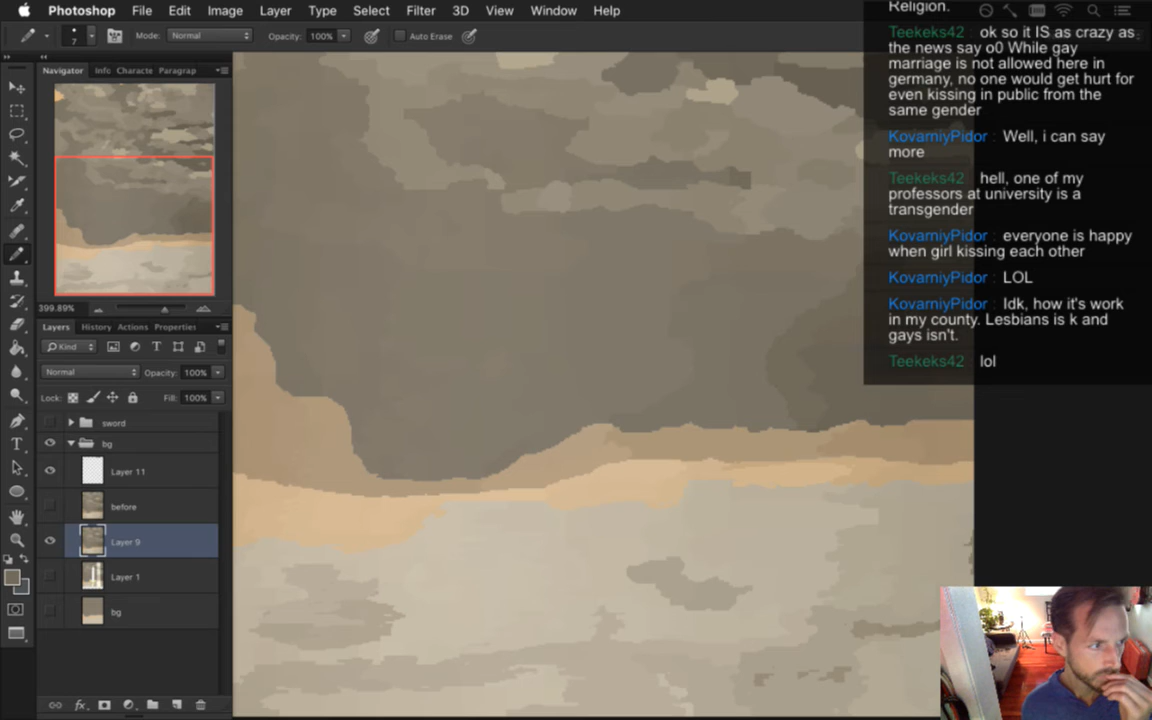 Photoshop File Edit Image Layer Type Select Filter 3D View Window Help
7 Mode: Normal Opacity: 100% Auto Erase
Navigator Info Characte Paragrap
399.89%
Layers History Actions Properties
Kind
Normal Opacity: 100%
Lock: Fill: 100%
sword
bg
Layer 11
before
Layer 9
Layer 1
bg
Religion.
Teekeks42 : ok so it IS as crazy as
the news say o0 While gay
marriage is not allowed here in
germany, no one would get hurt for
even kissing in public from the
same gender
KovarniyPidor : Well, i can say
more
Teekeks42 : hell, one of my
professors at university is a
transgender
KovarniyPidor : everyone is happy
when girl kissing each other
KovarniyPidor : LOL
KovarniyPidor : Idk, how it's work
in my county. Lesbians is k and
gays isn't.
Teekeks42 : lol